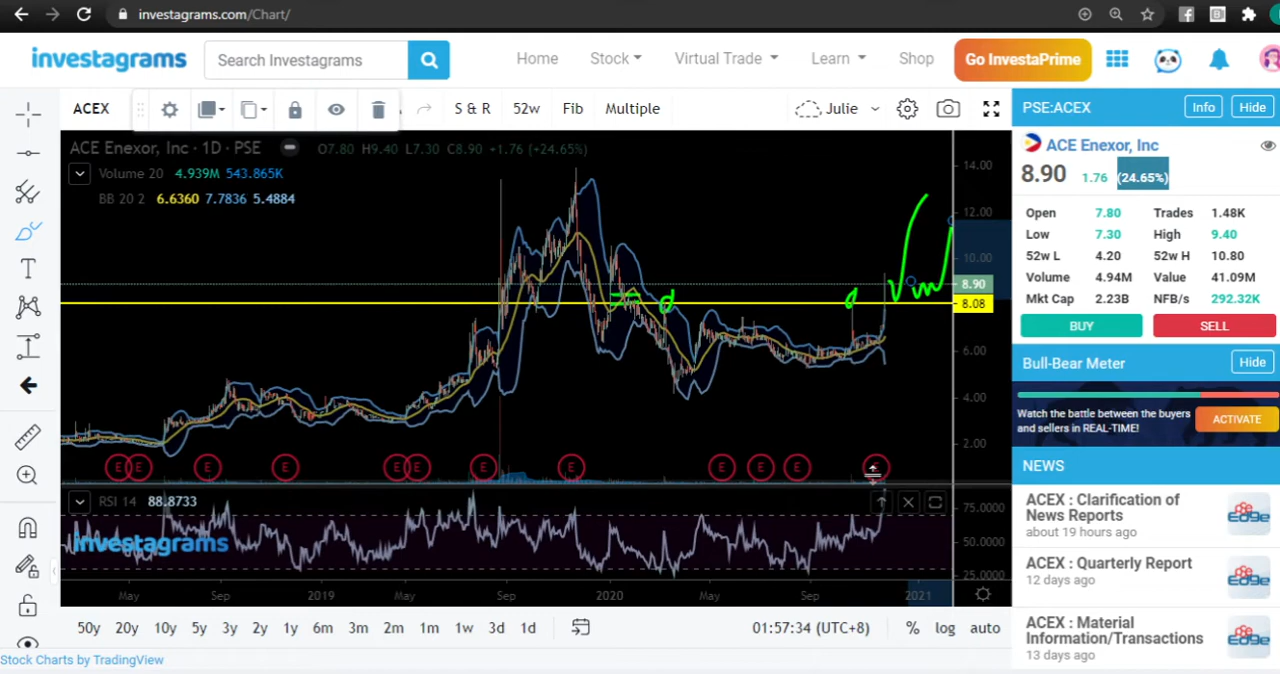 investagrams.com/Chart/
investagrams
Search Investagrams
Home
Stock
Virtual Trade
Learn
Shop
Go InvestaPrime
ACEX
S & R
52w
Fib
Multiple
Julie
PSE:ACEX
Info
Hide
ACE Enexor, Inc · 1D · PSE
O7.80 H9.40 L7.30 C8.90 +1.76 (+24.65%)
Volume 20 4.939M 543.865K
BB 20 2 6.6360 7.7836 5.4884
14.00
12.00
10.00
8.90
8.08
6.00
4.00
2.00
E E E E E E E E E E E E
RSI 14 88.8733
75.0000
50.0000
25.0000
investagrams
May Sep 2019 May Sep 2020 May Sep 2021
50y 20y 10y 5y 3y 2y 1y 6m 3m 2m 1m 1w 3d 1d
01:57:34 (UTC+8)
% log auto
Stock Charts by TradingView
ACE Enexor, Inc
8.90 1.76 (24.65%)
Open 7.80 Trades 1.48K
Low 7.30 High 9.40
52w L 4.20 52w H 10.80
Volume 4.94M Value 41.09M
Mkt Cap 2.23B NFB/s 292.32K
BUY
SELL
Bull-Bear Meter
Hide
Watch the battle between the buyers
and sellers in REAL-TIME!
ACTIVATE
NEWS
ACEX : Clarification of
News Reports
about 19 hours ago
EDGE
ACEX : Quarterly Report
12 days ago
EDGE
ACEX : Material
Information/Transactions
13 days ago
EDGE